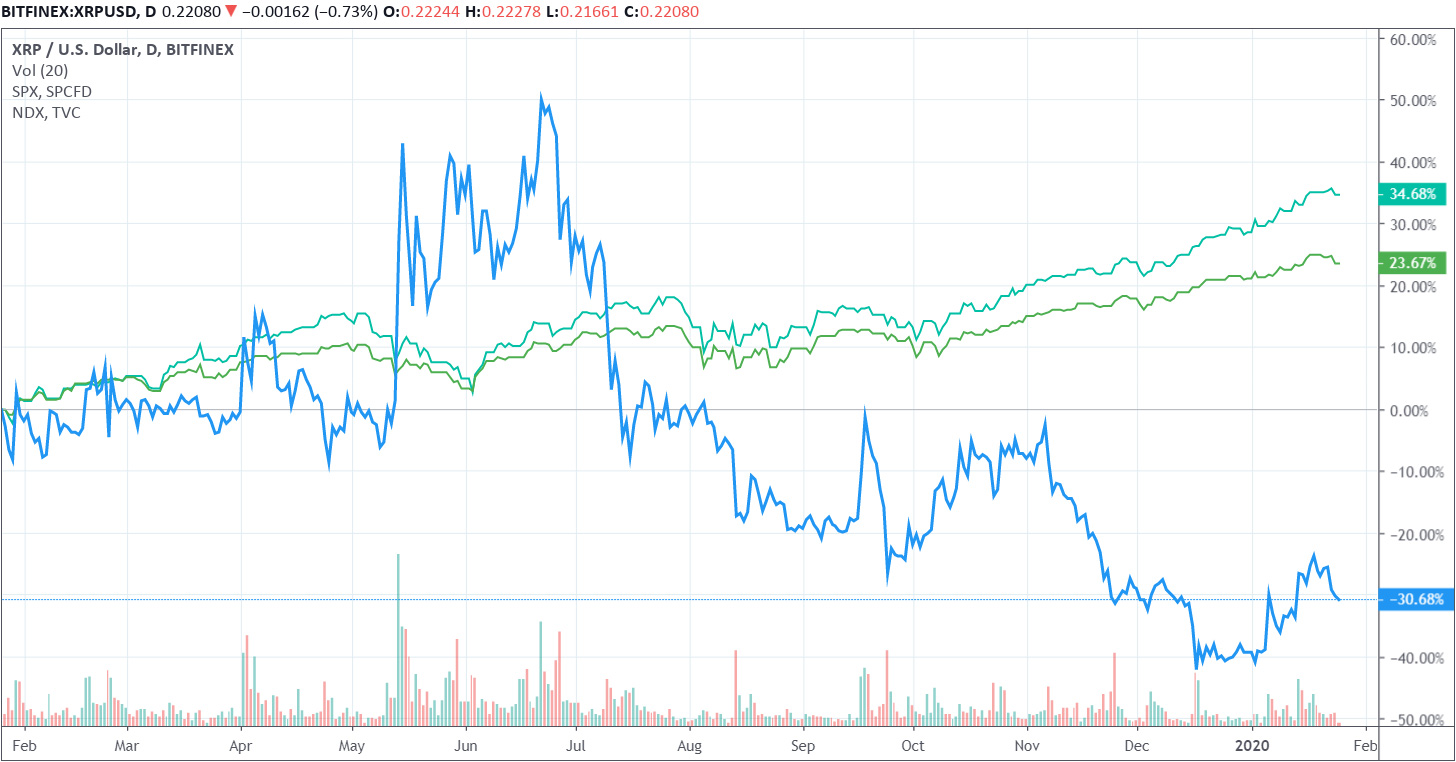 BITFINEX:XRPUSD, D 0.22080 ▼ −0.00162 (−0.73%) O:0.22244 H:0.22278 L:0.21661 C:0.22080
XRP / U.S. Dollar, D, BITFINEX
Vol (20)
SPX, SPCFD
NDX, TVC
60.00%
50.00%
40.00%
34.68%
30.00%
23.67%
20.00%
10.00%
0.00%
−10.00%
−20.00%
−30.68%
−40.00%
−50.00%
Feb Mar Apr May Jun Jul Aug Sep Oct Nov Dec 2020 Feb